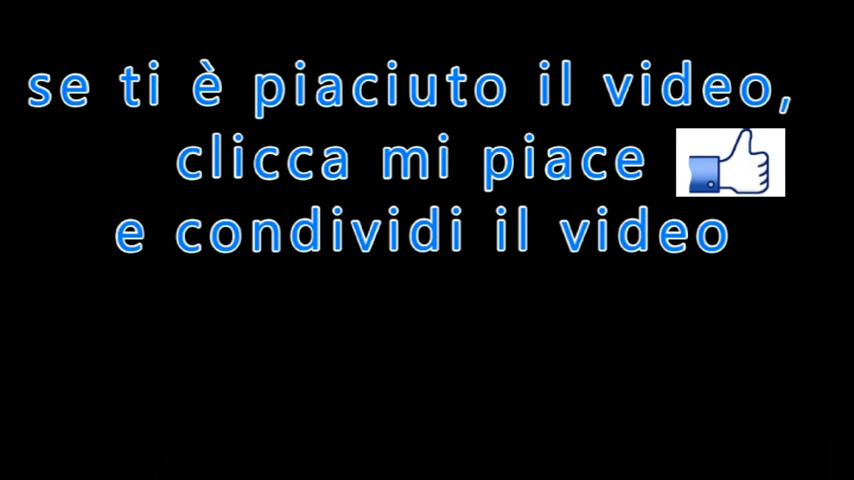 se ti è piaciuto il video,
clicca mi piace
e condividi il video